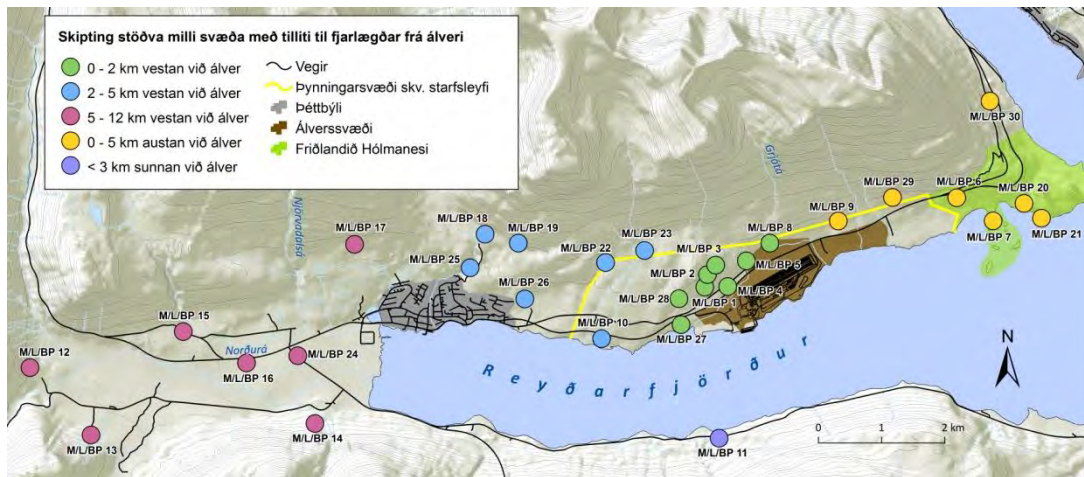 Skipting stöðva milli svæða með tilliti til fjarlægðar frá álveri
0 - 2 km vestan við álver
2 - 5 km vestan við álver
5 - 12 km vestan við álver
0 - 5 km austan við álver
< 3 km sunnan við álver
Vegir
Þynningarsvæði skv. starfsleyfi
Þéttbýli
Álverssvæði
Friðlandið Hólmanesi
M/L/BP 30
Grjótá
M/L/BP 29
M/L/BP 6
M/L/BP 20
M/L/BP 9
M/L/BP 7
M/L/BP 21
Njörvadalsá
M/L/BP 17
M/L/BP 18
M/L/BP 19
M/L/BP 22
M/L/BP 23
M/L/BP 3
M/L/BP 8
M/L/BP 25
M/L/BP 2
M/L/BP 5
M/L/BP 26
M/L/BP 28
M/L/BP 1
M/L/BP 4
M/L/BP 15
M/L/BP 10
M/L/BP 27
M/L/BP 12
Norðurá
M/L/BP 24
M/L/BP 16
Reyðarfjörður
N
M/L/BP 13
M/L/BP 14
M/L/BP 11
0 1 2 km